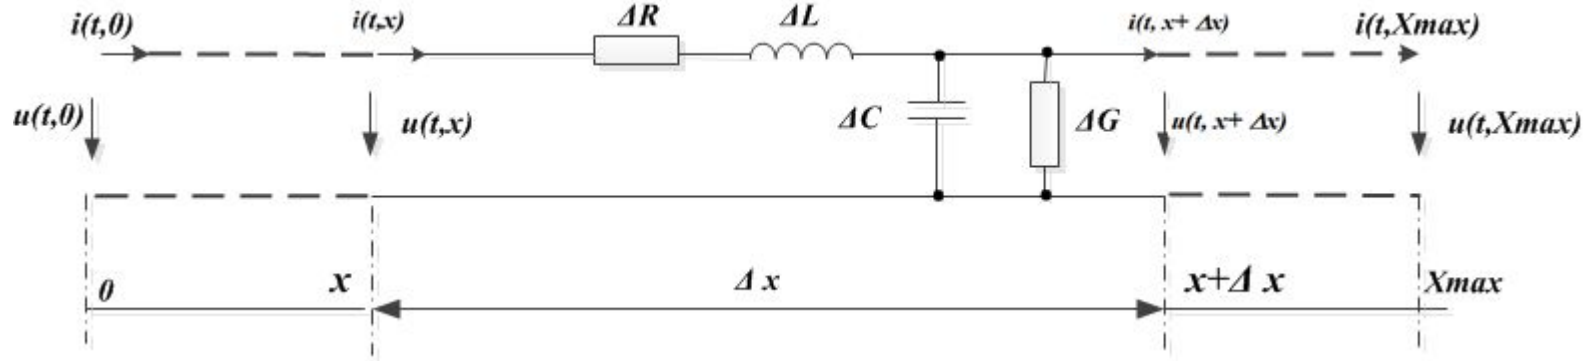 i(t,0) i(t,x) ΔR ΔL i(t, x+ Δx) i(t,Xmax)
u(t,0) u(t,x) ΔC ΔG u(t, x+ Δx) u(t,Xmax)
0 x Δ x x+Δ x Xmax